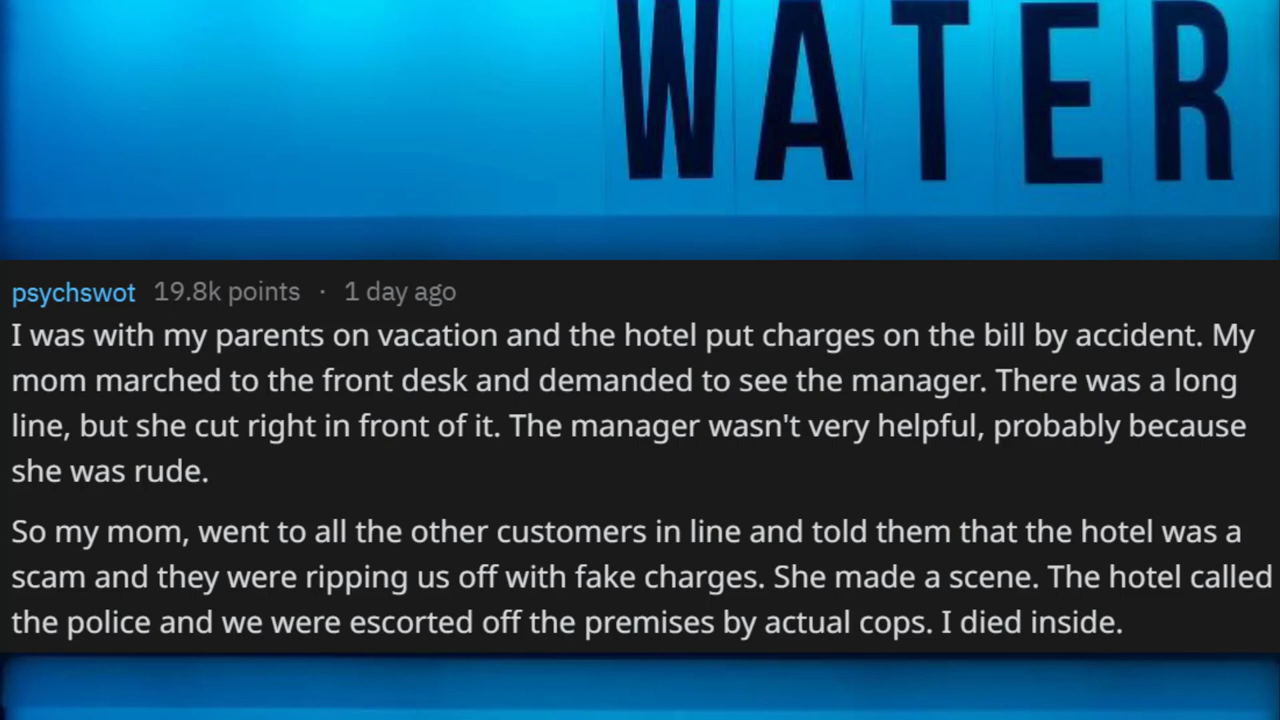 WATER
psychswot 19.8k points · 1 day ago
I was with my parents on vacation and the hotel put charges on the bill by accident. My
mom marched to the front desk and demanded to see the manager. There was a long
line, but she cut right in front of it. The manager wasn't very helpful, probably because
she was rude.
So my mom, went to all the other customers in line and told them that the hotel was a
scam and they were ripping us off with fake charges. She made a scene. The hotel called
the police and we were escorted off the premises by actual cops. I died inside.